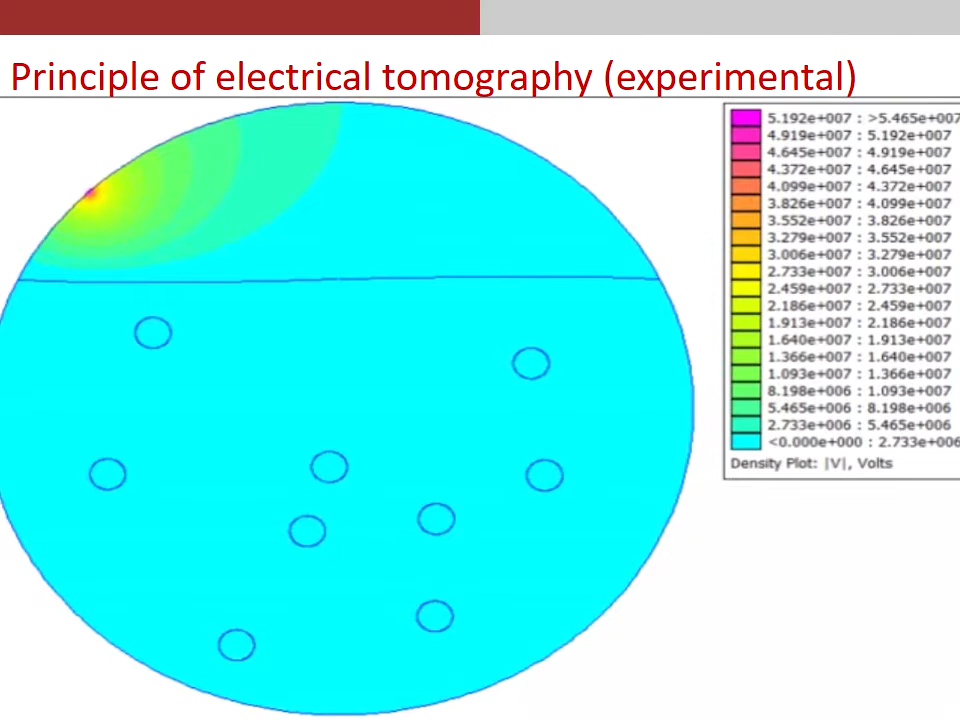 Principle of electrical tomography (experimental)
5.192e+007 : >5.465e+007
4.919e+007 : 5.192e+007
4.645e+007 : 4.919e+007
4.372e+007 : 4.645e+007
4.099e+007 : 4.372e+007
3.826e+007 : 4.099e+007
3.552e+007 : 3.826e+007
3.279e+007 : 3.552e+007
3.006e+007 : 3.279e+007
2.733e+007 : 3.006e+007
2.459e+007 : 2.733e+007
2.186e+007 : 2.459e+007
1.913e+007 : 2.186e+007
1.640e+007 : 1.913e+007
1.366e+007 : 1.640e+007
1.093e+007 : 1.366e+007
8.198e+006 : 1.093e+007
5.465e+006 : 8.198e+006
2.733e+006 : 5.465e+006
<0.000e+000 : 2.733e+006
Density Plot: |V|, Volts